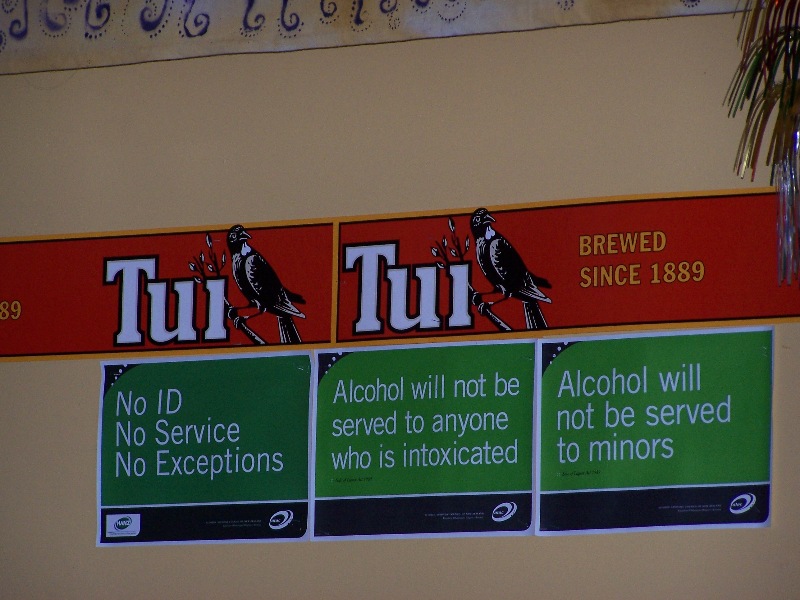 89
Tui
Tui
BREWED
SINCE 1889
No ID
No Service
No Exceptions
Alcohol will not be
served to anyone
who is intoxicated
Alcohol will
not be served
to minors